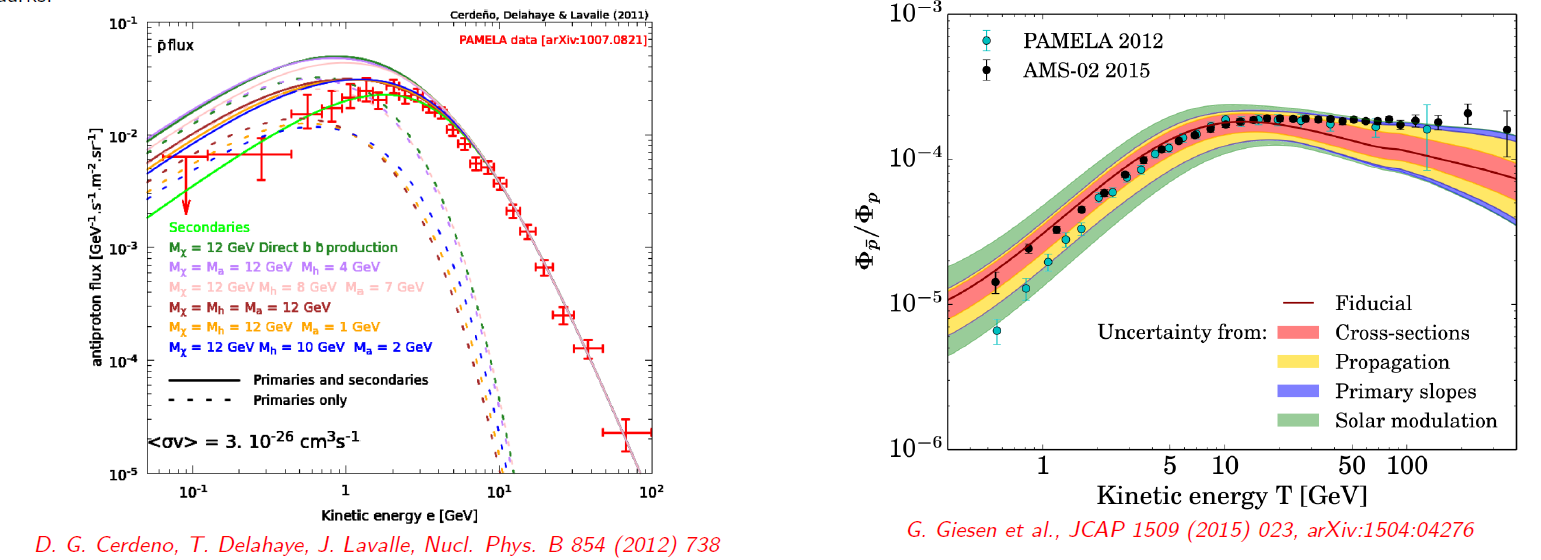 Cerdeño, Delahaye & Lavalle (2011)
10⁻¹
p̄ flux
PAMELA data [arXiv:1007.0821]
10⁻²
10⁻³
10⁻⁴
10⁻⁵
antiproton flux [GeV⁻¹.s⁻¹.m⁻².sr⁻¹]
Secondaries
Mχ = 12 GeV Direct b b̄ production
Mχ = Ma = 12 GeV Mh = 4 GeV
Mχ = 12 GeV Mh = 8 GeV Ma = 7 GeV
Mχ = Mh = Ma = 12 GeV
Mχ = Mh = 12 GeV Ma = 1 GeV
Mχ = 12 GeV Mh = 10 GeV Ma = 2 GeV
Primaries and secondaries
Primaries only
<σv> = 3. 10⁻²⁶ cm³s⁻¹
10⁻¹ 1 10¹ 10²
Kinetic energy e [GeV]
D. G. Cerdeno, T. Delahaye, J. Lavalle, Nucl. Phys. B 854 (2012) 738
10⁻³
PAMELA 2012
AMS-02 2015
10⁻⁴
Φp̄/Φp
10⁻⁵
Fiducial
Uncertainty from: Cross-sections
Propagation
Primary slopes
Solar modulation
10⁻⁶
1 5 10 50 100
Kinetic energy T [GeV]
G. Giesen et al., JCAP 1509 (2015) 023, arXiv:1504:04276